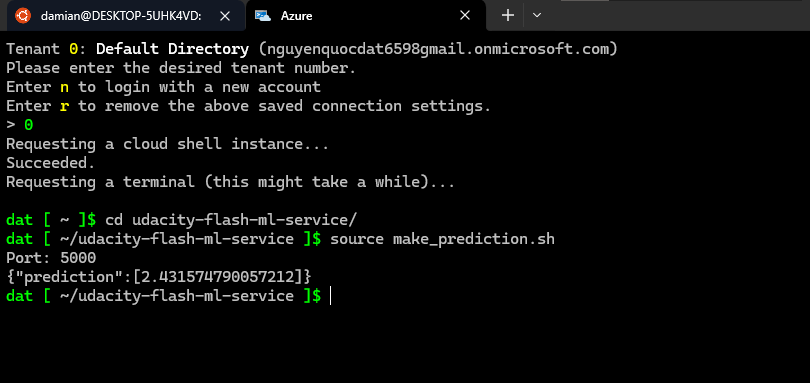 damian@DESKTOP-5UHK4VD:
Azure
Tenant 0: Default Directory (nguyenquocdat6598gmail.onmicrosoft.com)
Please enter the desired tenant number.
Enter n to login with a new account
Enter r to remove the above saved connection settings.
> 0
Requesting a cloud shell instance...
Succeeded.
Requesting a terminal (this might take a while)...
dat [ ~ ]$ cd udacity-flash-ml-service/
dat [ ~/udacity-flash-ml-service ]$ source make_prediction.sh
Port: 5000
{"prediction":[2.431574790057212]}
dat [ ~/udacity-flash-ml-service ]$